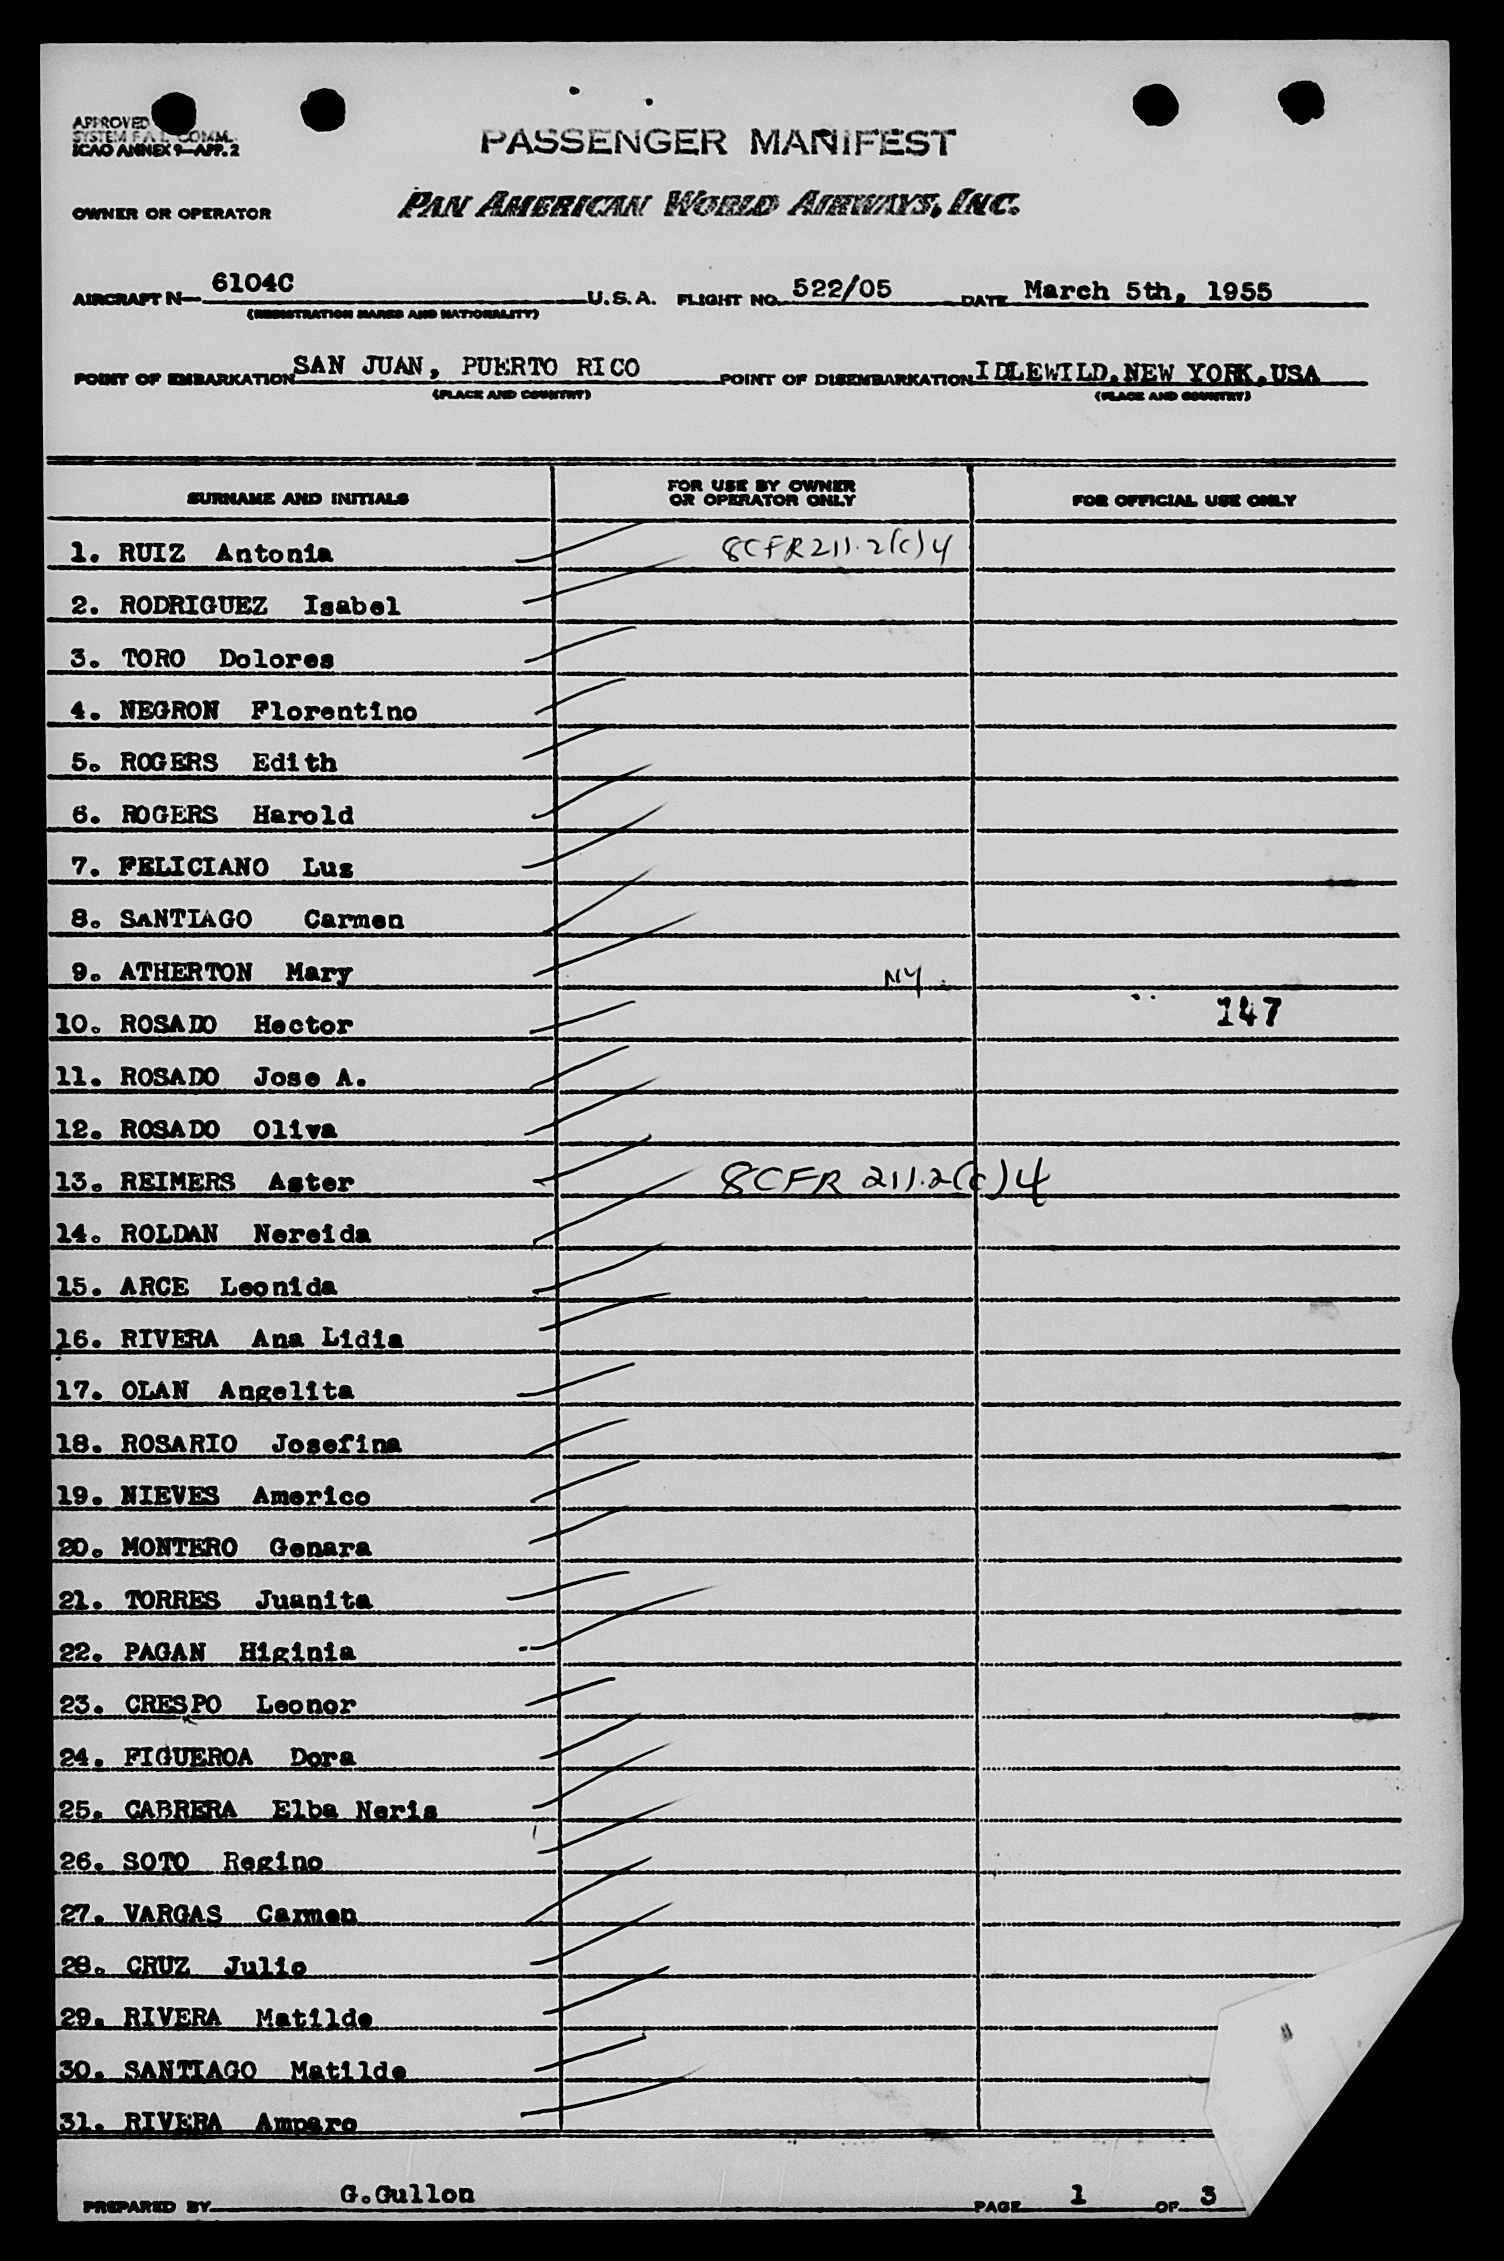 APPROVED
SYSTEM F.A.L. COMM.
ICAO ANNEX 9—APP. 2
PASSENGER MANIFEST
OWNER OR OPERATOR PAN AMERICAN WORLD AIRWAYS, INC.
AIRCRAFT N— 6104C U.S.A. FLIGHT NO. 522/05 DATE March 5th, 1955
(REGISTRATION MARKS AND NATIONALITY)
POINT OF EMBARKATION SAN JUAN, PUERTO RICO POINT OF DISEMBARKATION IDLEWILD, NEW YORK, USA
(PLACE AND COUNTRY) (PLACE AND COUNTRY)
SURNAME AND INITIALS FOR USE BY OWNER OR OPERATOR ONLY FOR OFFICIAL USE ONLY
1. RUIZ Antonia 8CFR211.2(c)4
2. RODRIGUEZ Isabel
3. TORO Dolores
4. NEGRON Florentino
5. ROGERS Edith
6. ROGERS Harold
7. FELICIANO Luz
8. SANTIAGO Carmen
9. ATHERTON Mary NY.
10. ROSADO Hector 147
11. ROSADO Jose A.
12. ROSADO Oliva
13. REIMERS Aster 8CFR 211.2(c)4
14. ROLDAN Nereida
15. ARCE Leonida
16. RIVERA Ana Lidia
17. OLAN Angelita
18. ROSARIO Josefina
19. NIEVES Americo
20. MONTERO Genara
21. TORRES Juanita
22. PAGAN Higinia
23. CRESPO Leonor
24. FIGUEROA Dora
25. CABRERA Elba Neris
26. SOTO Regino
27. VARGAS Carmen
28. CRUZ Julio
29. RIVERA Matilde
30. SANTIAGO Matilde
31. RIVERA Amparo
PREPARED BY G.Gullon PAGE 1 OF 3